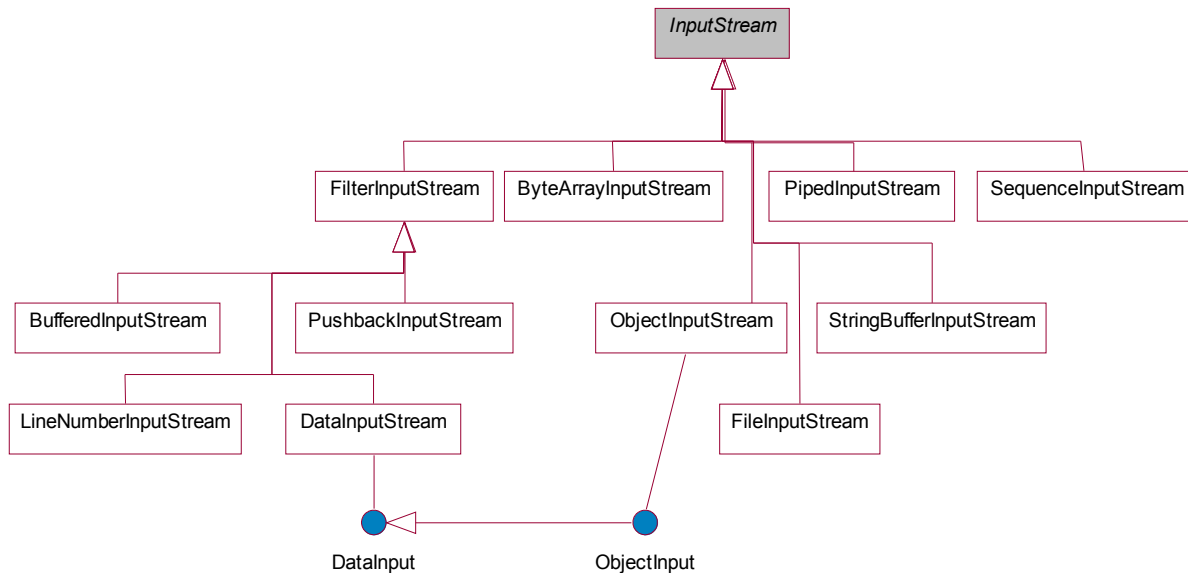 InputStream
FilterInputStream
ByteArrayInputStream
PipedInputStream
SequenceInputStream
BufferedInputStream
PushbackInputStream
ObjectInputStream
StringBufferInputStream
LineNumberInputStream
DataInputStream
FileInputStream
DataInput
ObjectInput